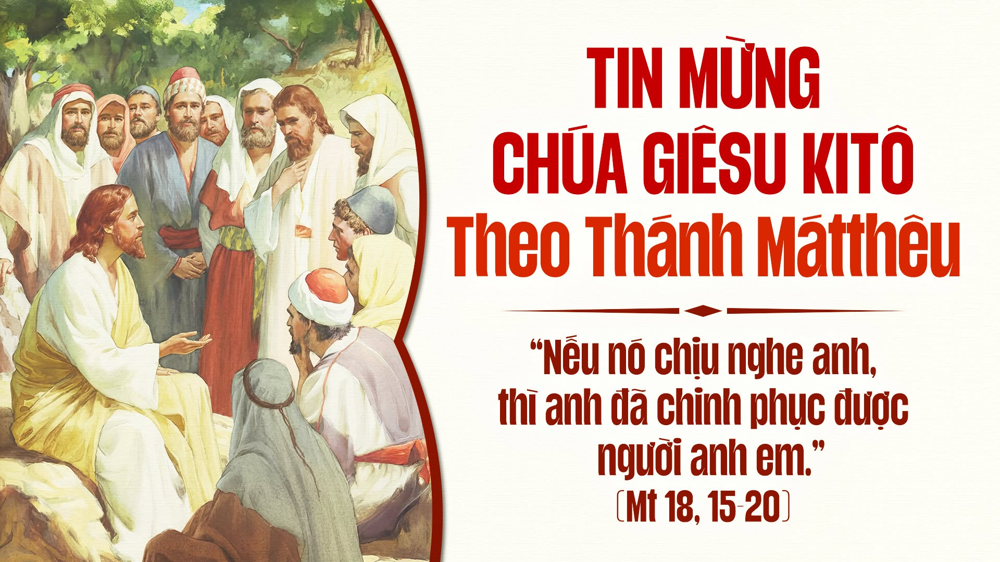 TIN MỪNG
CHÚA GIÊSU KITÔ
Theo Thánh Mátthêu
“Nếu nó chịu nghe anh,
thì anh đã chinh phục được
người anh em.”
(Mt 18, 15-20)